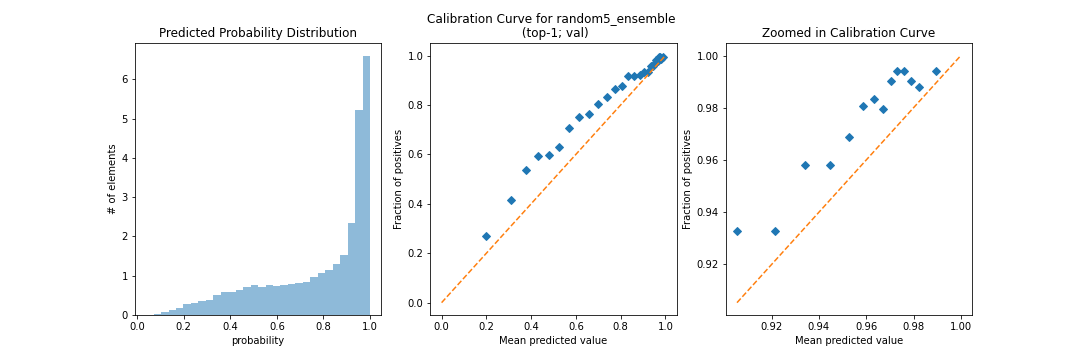 Predicted Probability Distribution
# of elements
6
5
4
3
2
1
0
0.0 0.2 0.4 0.6 0.8 1.0
probability
Calibration Curve for random5_ensemble
(top-1; val)
Fraction of positives
1.0
0.8
0.6
0.4
0.2
0.0
0.0 0.2 0.4 0.6 0.8 1.0
Mean predicted value
Zoomed in Calibration Curve
Fraction of positives
1.00
0.98
0.96
0.94
0.92
0.92 0.94 0.96 0.98 1.00
Mean predicted value